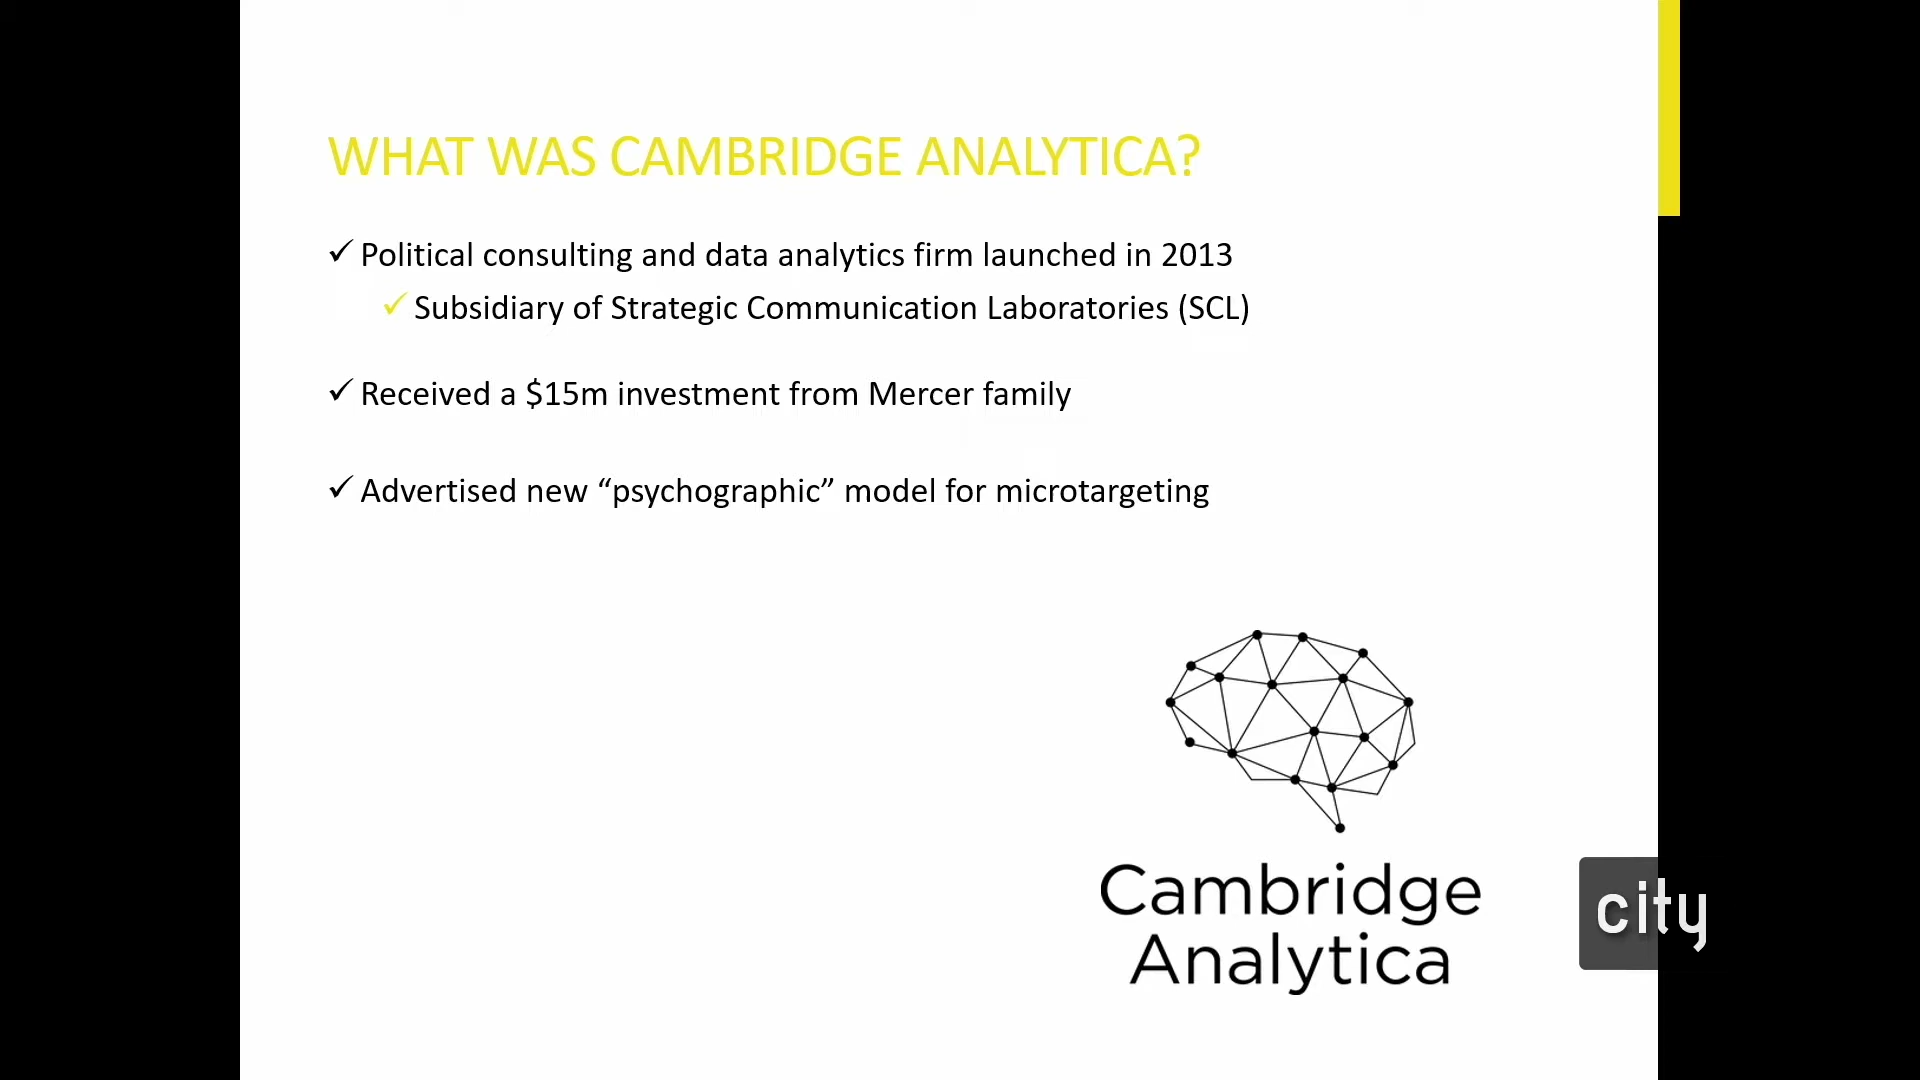 WHAT WAS CAMBRIDGE ANALYTICA?
✓ Political consulting and data analytics firm launched in 2013
✓ Subsidiary of Strategic Communication Laboratories (SCL)
✓ Received a $15m investment from Mercer family
✓ Advertised new “psychographic” model for microtargeting
Cambridge
Analytica
city